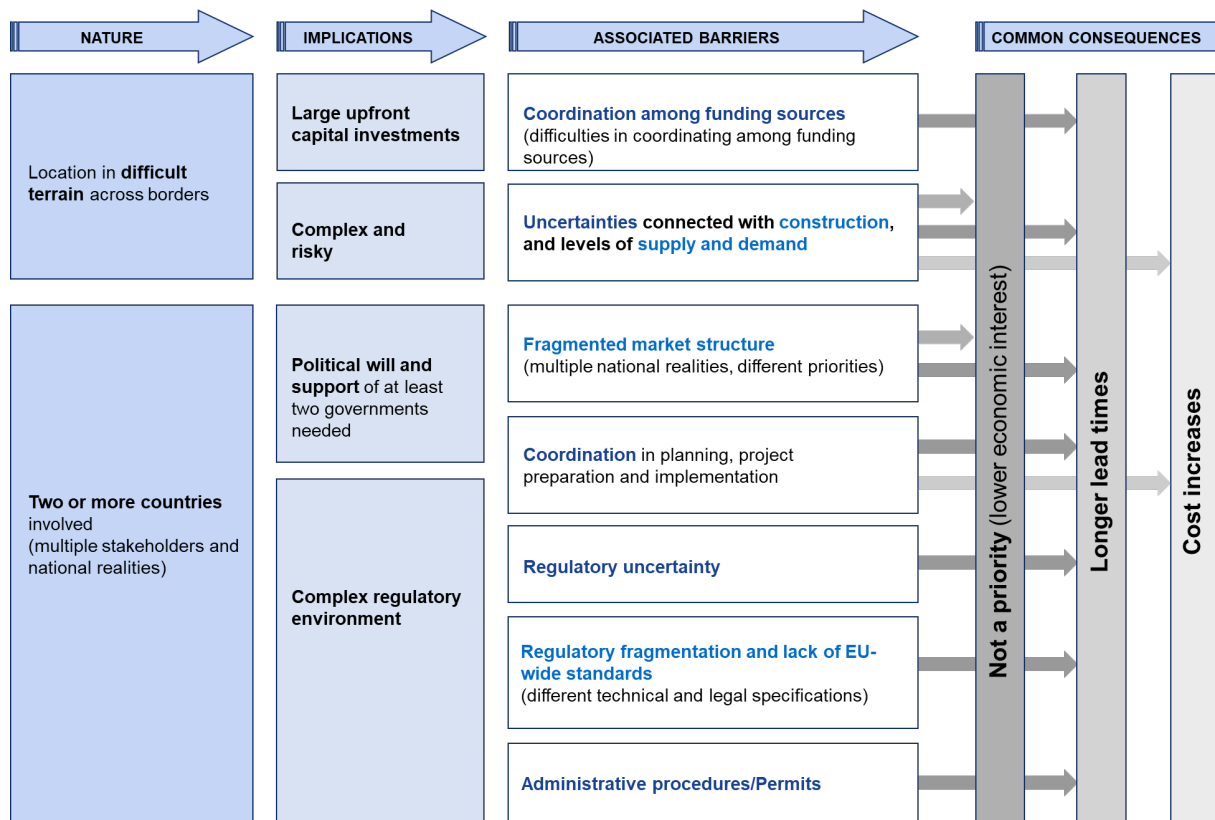 NATURE
IMPLICATIONS
ASSOCIATED BARRIERS
COMMON CONSEQUENCES
Location in difficult
terrain across borders
Large upfront
capital investments
Coordination among funding sources
(difficulties in coordinating among funding
sources)
Complex and
risky
Uncertainties connected with construction,
and levels of supply and demand
Two or more countries
involved
(multiple stakeholders and
national realities)
Political will and
support of at least
two governments
needed
Fragmented market structure
(multiple national realities, different priorities)
Coordination in planning, project
preparation and implementation
Complex regulatory
environment
Regulatory uncertainty
Regulatory fragmentation and lack of EU-
wide standards
(different technical and legal specifications)
Administrative procedures/Permits
Not a priority (lower economic interest)
Longer lead times
Cost increases